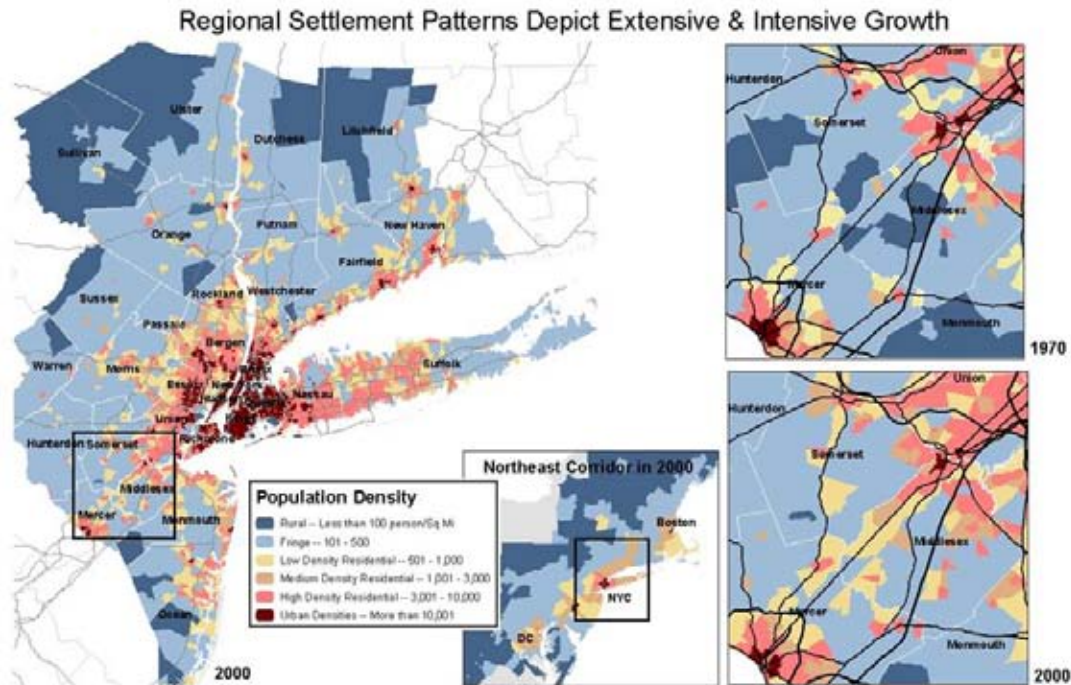 Regional Settlement Patterns Depict Extensive & Intensive Growth
Ulster
Dutchess
Litchfield
Sullivan
Orange
Putnam
New Haven
Fairfield
Sussex
Rockland
Westchester
Passaic
Bergen
Warren
Morris
Bronx
Essex
New York
Suffolk
Nassau
Union
Richmond
Hunterdon
Somerset
Middlesex
Mercer
Monmouth
Ocean
2000
Population Density
Rural -- Less than 100 person/Sq Mi
Fringe -- 101 - 500
Low Density Residential -- 501 - 1,000
Medium Density Residential -- 1,001 - 3,000
High Density Residential -- 3,001 - 10,000
Urban Densities -- More than 10,001
Northeast Corridor in 2000
Boston
NYC
DC
Union
Hunterdon
Somerset
Middlesex
Mercer
Monmouth
1970
Union
Hunterdon
Somerset
Middlesex
Mercer
Monmouth
2000